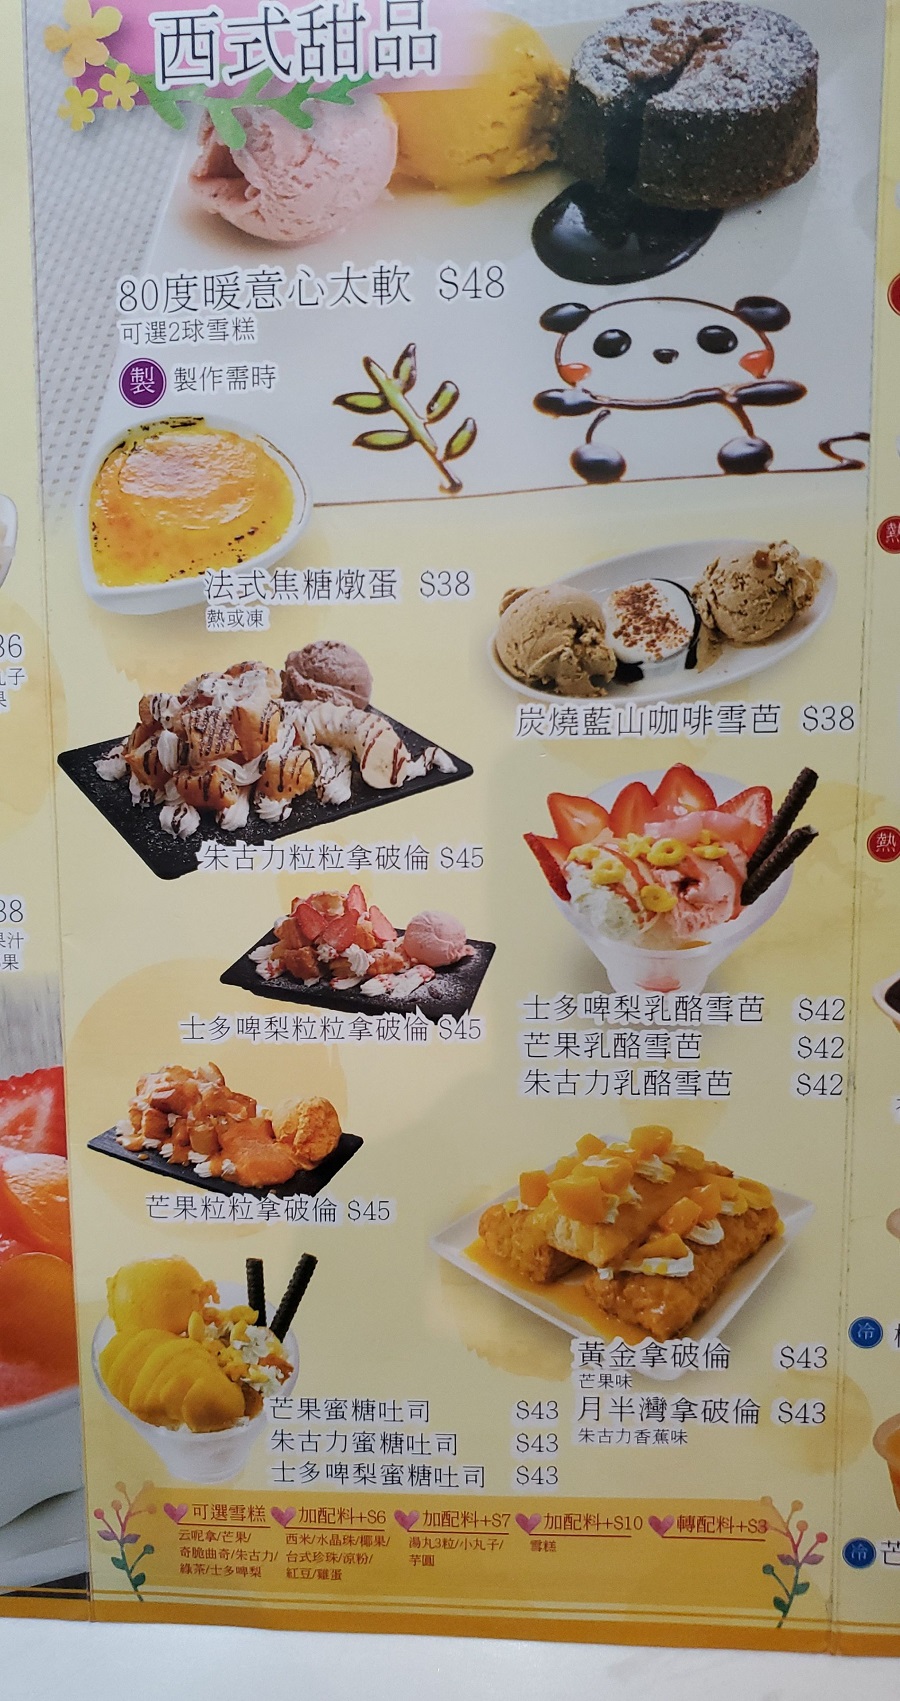 西式甜品
80度暖意心太軟 $48
可選2球雪糕
製 製作需時
法式焦糖燉蛋 $38
熱或凍
炭燒藍山咖啡雪芭 $38
朱古力粒粒拿破倫 $45
士多啤梨粒粒拿破倫 $45
士多啤梨乳酪雪芭 $42
芒果乳酪雪芭 $42
朱古力乳酪雪芭 $42
芒果粒粒拿破倫 $45
黃金拿破倫 $43
芒果味
月半灣拿破倫 $43
朱古力香蕉味
芒果蜜糖吐司 $43
朱古力蜜糖吐司 $43
士多啤梨蜜糖吐司 $43
可選雪糕
云呢拿/芒果/
奇脆曲奇/朱古力/
綠茶/士多啤梨
加配料+$6
西米/水晶珠/椰果/
台式珍珠/涼粉/
紅豆/雞蛋
加配料+$7
湯丸3粒/小丸子/
芋圓
加配料+$10
雪糕
轉配料+$3
36
子
果
38
果汁
果
熱
熱
冷
冷 芒